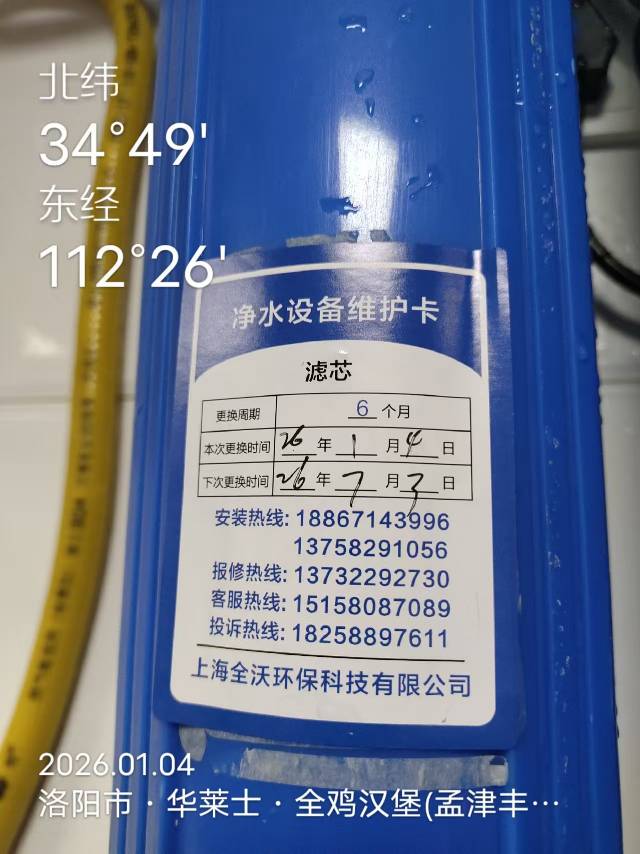 北纬
34°49'
东经
112°26'
净水设备维护卡
滤芯
更换周期 6 个月
本次更换时间 26 年 1 月 4 日
下次更换时间 26 年 7 月 3 日
安装热线: 18867143996
13758291056
报修热线: 13732292730
客服热线: 15158087089
投诉热线: 18258897611
上海全沃环保科技有限公司
2026.01.04
洛阳市·华莱士·全鸡汉堡(孟津丰…